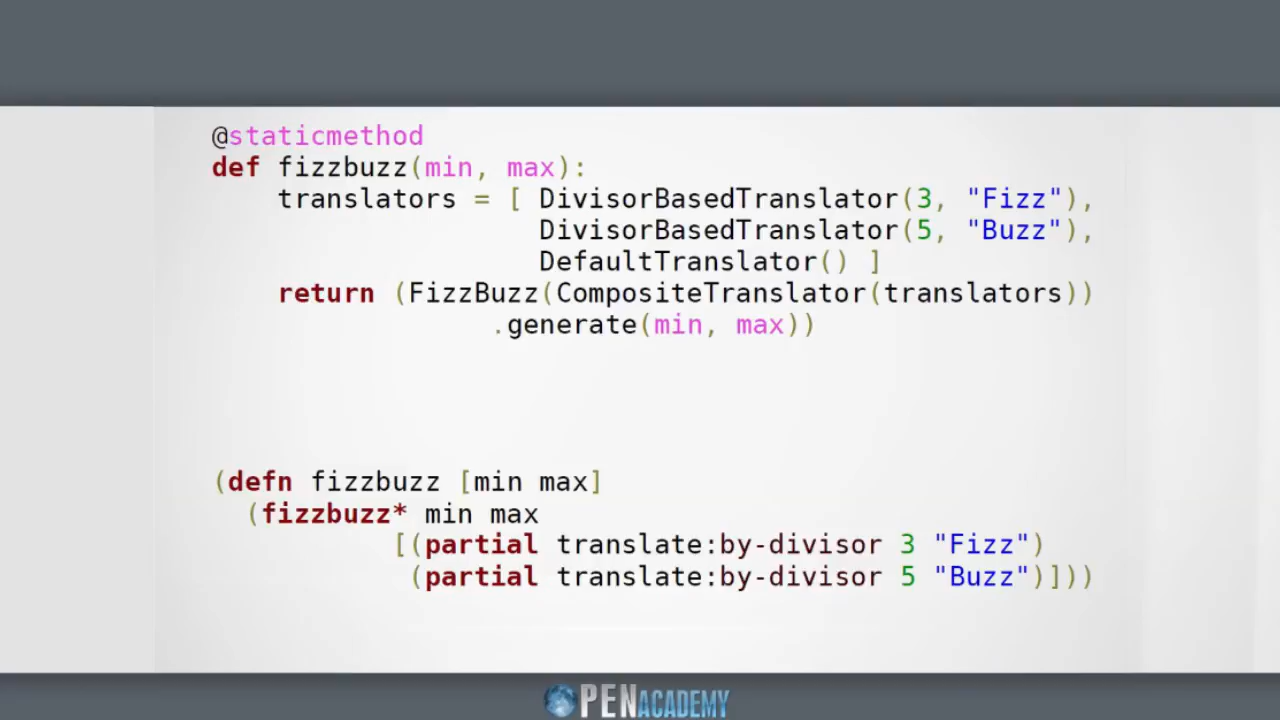 @staticmethod
def fizzbuzz(min, max):
    translators = [ DivisorBasedTranslator(3, "Fizz"),
                    DivisorBasedTranslator(5, "Buzz"),
                    DefaultTranslator() ]
    return (FizzBuzz(CompositeTranslator(translators))
                 .generate(min, max))
(defn fizzbuzz [min max]
  (fizzbuzz* min max
           [(partial translate:by-divisor 3 "Fizz")
            (partial translate:by-divisor 5 "Buzz")]))
PENACADEMY